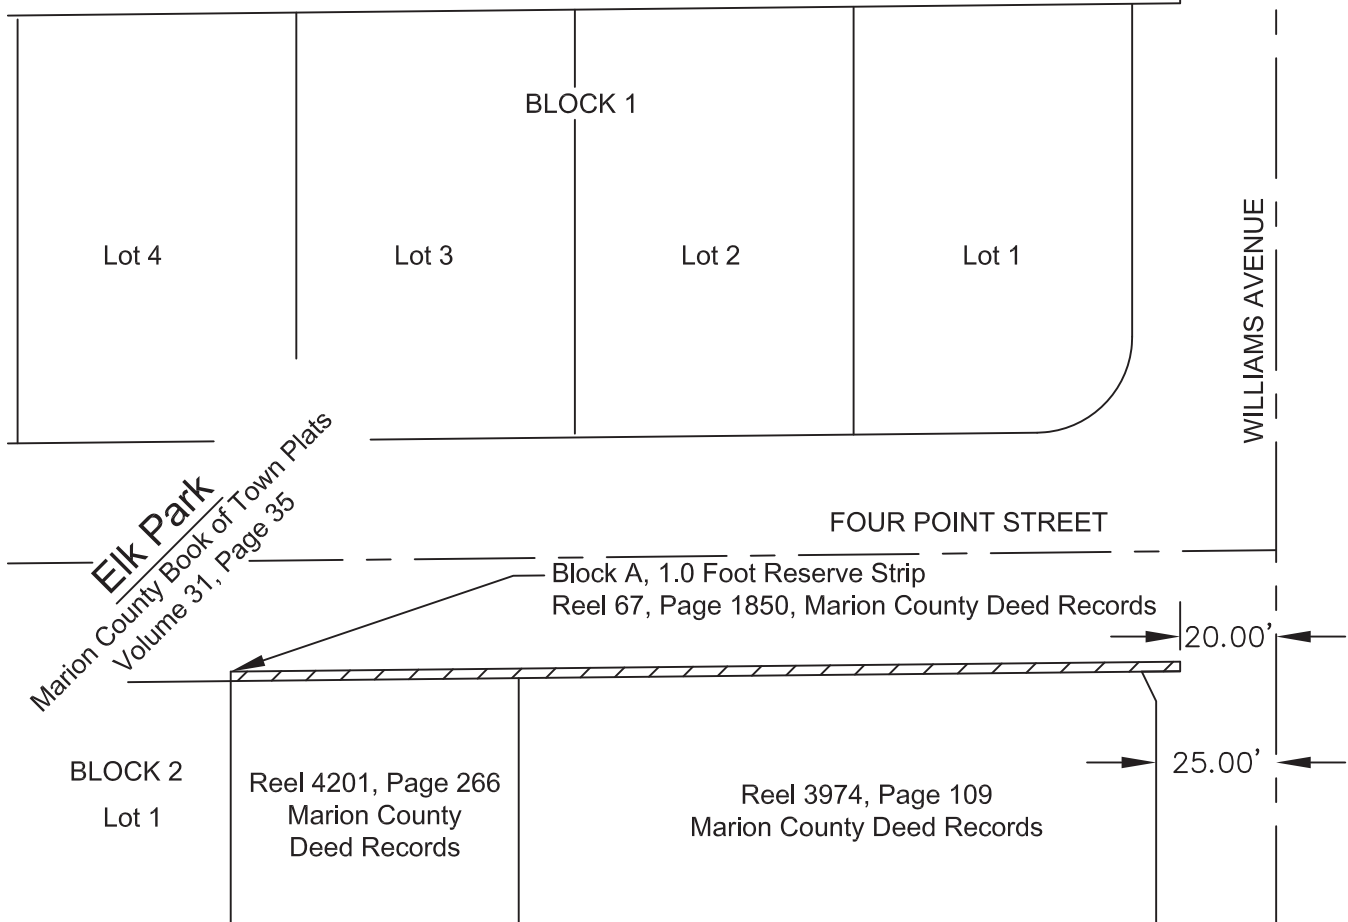 BLOCK 1
Lot 4
Lot 3
Lot 2
Lot 1
WILLIAMS AVENUE
Elk Park
Marion County Book of Town Plats
Volume 31, Page 35
FOUR POINT STREET
Block A, 1.0 Foot Reserve Strip
Reel 67, Page 1850, Marion County Deed Records
20.00'
25.00'
BLOCK 2
Lot 1
Reel 4201, Page 266
Marion County
Deed Records
Reel 3974, Page 109
Marion County Deed Records